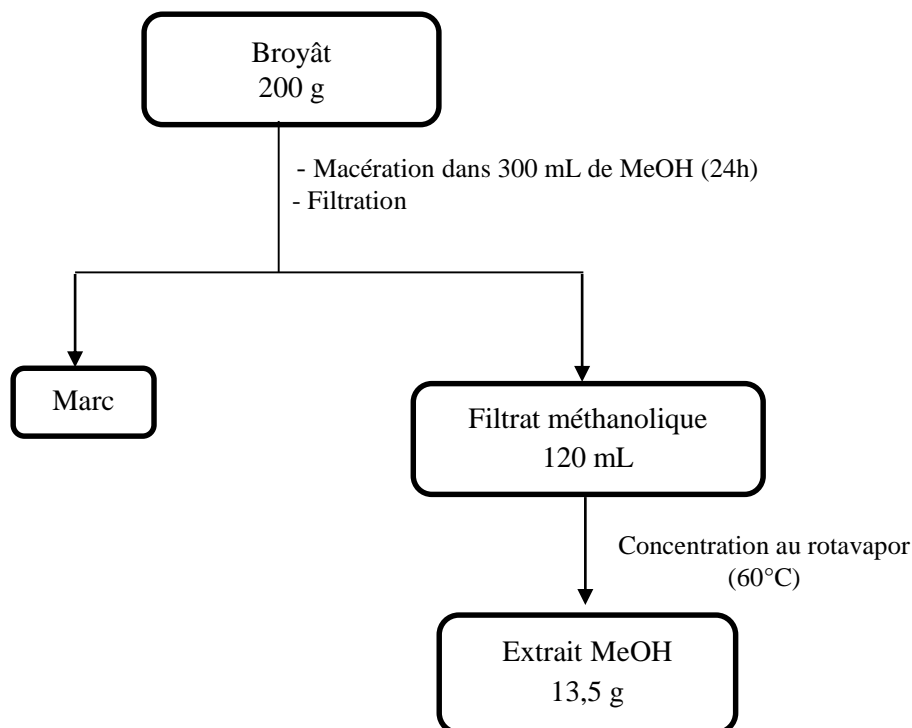 Broyât
200 g
- Macération dans 300 mL de MeOH (24h)
- Filtration
Marc
Filtrat méthanolique
120 mL
Concentration au rotavapor
(60°C)
Extrait MeOH
13,5 g